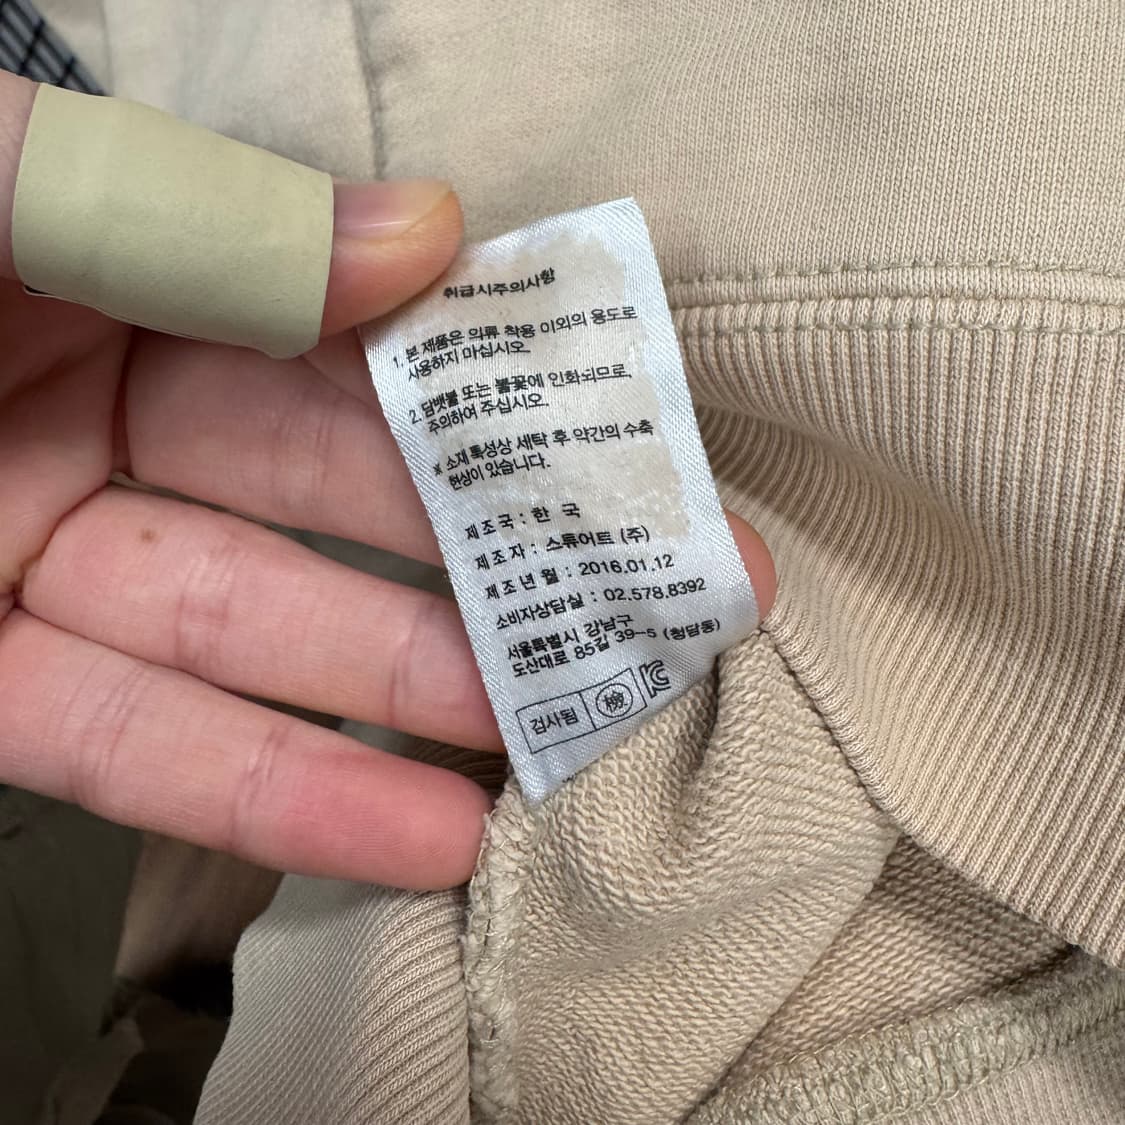 취급시주의사항
1. 본 제품은 의류 착용 이외의 용도로
사용하지 마십시오.
2. 담뱃불 또는 불꽃에 인화되므로,
주의하여 주십시오.
※ 소재 특성상 세탁 후 약간의 수축
현상이 있습니다.
제조국 : 한 국
제조자 : 스튜어트 (주)
제조년월 : 2016.01.12
소비자상담실 : 02.578.8392
서울특별시 강남구
도산대로 85길 39-5 (청담동)
검사됨 檢 KC